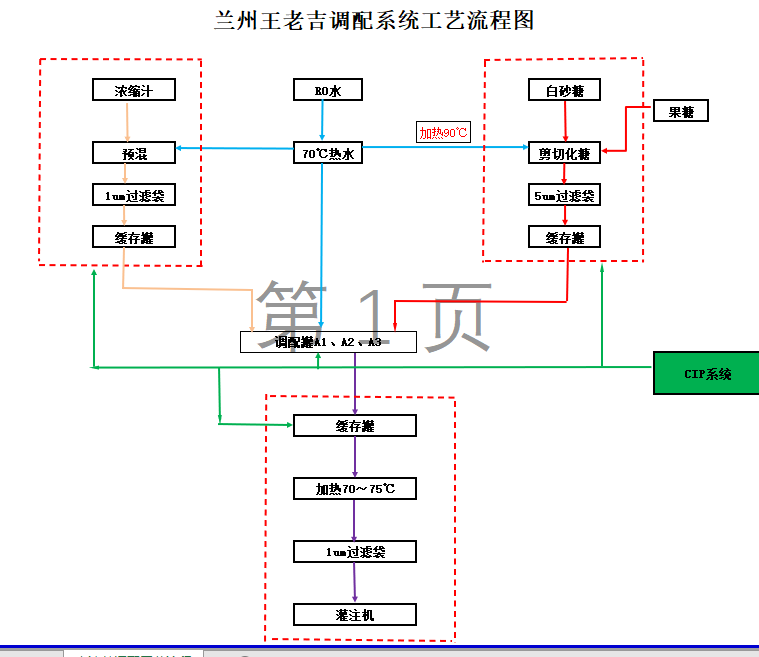 兰州王老吉调配系统工艺流程图
浓缩汁
RO水
白砂糖
果糖
加热90℃
预混
70℃热水
剪切化糖
1um过滤袋
5um过滤袋
缓存罐
缓存罐
第 1 页
调配罐A1、A2、A3
CIP系统
缓存罐
加热70～75℃
1um过滤袋
灌注机